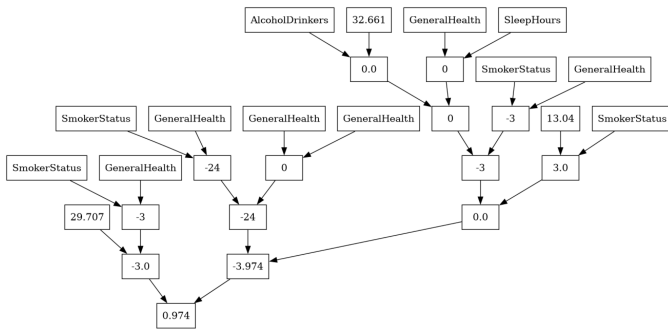 AlcoholDrinkers 32.661 GeneralHealth SleepHours
0.0 0 SmokerStatus GeneralHealth
SmokerStatus GeneralHealth GeneralHealth GeneralHealth 0 -3 13.04 SmokerStatus
SmokerStatus GeneralHealth -24 0 -3 3.0
29.707 -3 -24 0.0
-3.0 -3.974
0.974